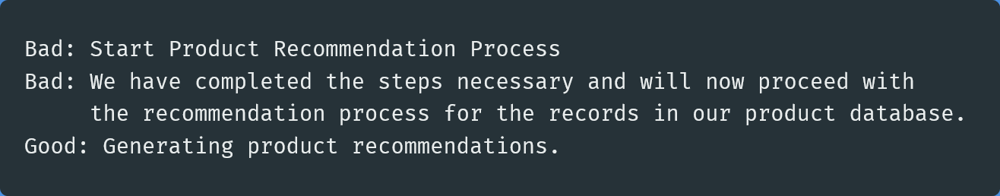 Bad: Start Product Recommendation Process
Bad: We have completed the steps necessary and will now proceed with
the recommendation process for the records in our product database.
Good: Generating product recommendations.